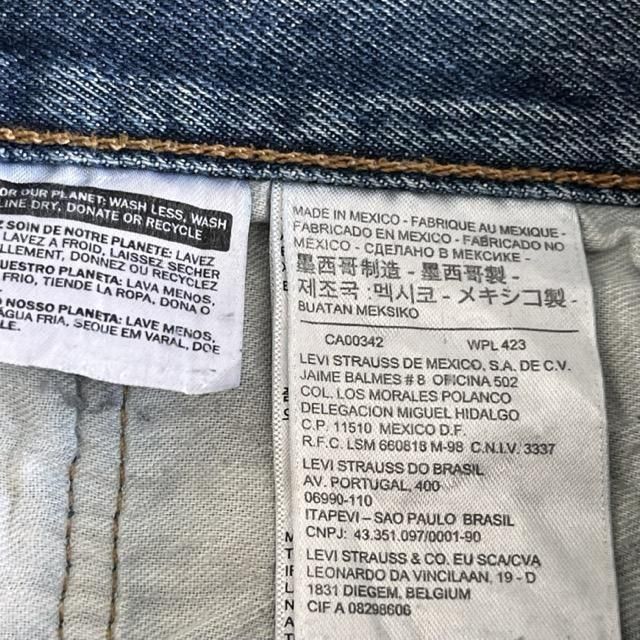 OR OUR PLANET: WASH LESS, WASH
LINE DRY, DONATE OR RECYCLE
SOIN DE NOTRE PLANÈTE: LAVEZ
LAVEZ A FROID, LAISSEZ SECHER
LLEMENT, DONNEZ OU RECYCLEZ
UESTRO PLANETA: LAVA MENOS,
FRIO, TIENDE LA ROPA, DONA O
NOSSO PLANETA: LAVE MENOS,
ÁGUA FRIA, SEQUE EM VARAL, DOE
LE.
MADE IN MEXICO - FABRIQUE AU MEXIQUE -
FABRICADO EN MEXICO - FABRICADO NO
MEXICO - СДЕЛАНО В МЕКСИКЕ -
墨西哥制造 - 墨西哥製 -
제조국 :멕시코 - メキシコ製 -
BUATAN MEKSIKO
CA00342 WPL 423
LEVI STRAUSS DE MEXICO, S.A. DE C.V.
JAIME BALMES # 8 OFICINA 502
COL. LOS MORALES POLANCO
DELEGACION MIGUEL HIDALGO
C.P. 11510 MEXICO D.F.
R.F.C. LSM 660818 M-98 C.N.I.V. 3337
LEVI STRAUSS DO BRASIL
AV. PORTUGAL, 400
06990-110
ITAPEVI – SAO PAULO BRASIL
CNPJ: 43.351.097/0001-90
LEVI STRAUSS & CO. EU SCA/CVA
LEONARDO DA VINCILAAN, 19 - D
1831 DIEGEM, BELGIUM
CIF A 08298606